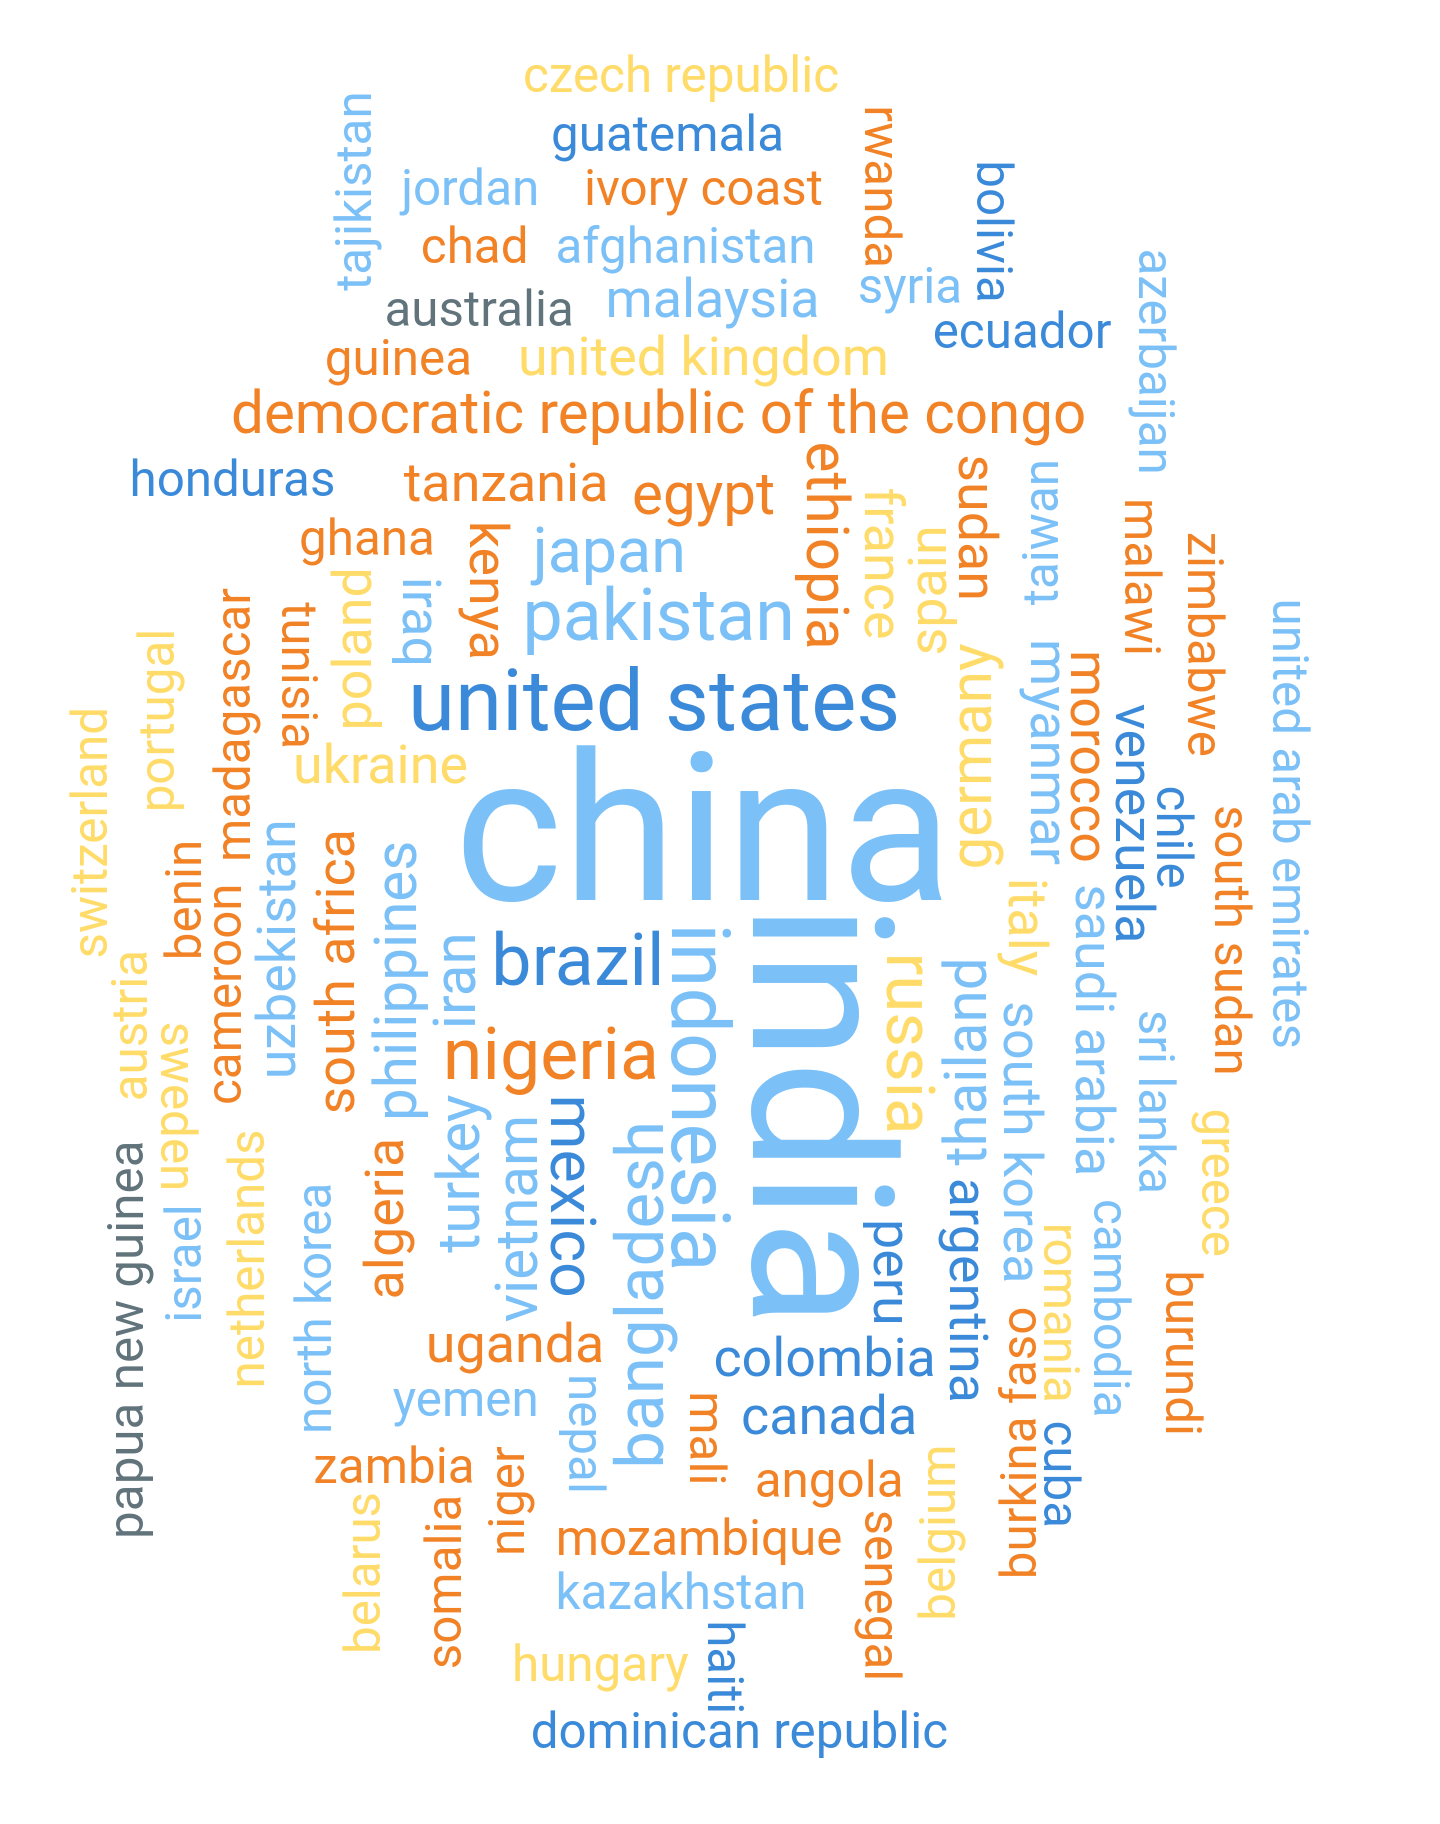 czech republic
tajikistan
guatemala
rwanda
jordan
ivory coast
bolivia
chad
afghanistan
azerbaijan
syria
australia
malaysia
ecuador
guinea
united kingdom
democratic republic of the congo
honduras
tanzania
egypt
ethiopia
sudan
taiwan
france
malawi
ghana
kenya
japan
spain
zimbabwe
poland
iraq
pakistan
madagascar
tunisia
united arab emirates
portugal
united states
germany
myanmar
morocco
switzerland
venezuela
ukraine
china
chile
south sudan
uzbekistan
south africa
benin
philippines
cameroon
italy
saudi arabia
india
brazil
indonesia
iran
austria
russia
thailand
south korea
sri lanka
sweden
nigeria
turkey
mexico
greece
vietnam
bangladesh
netherlands
algeria
papua new guinea
argentina
north korea
israel
cambodia
peru
romania
burundi
burkina faso
uganda
colombia
yemen
nepal
mali
canada
cuba
zambia
niger
angola
belgium
belarus
somalia
mozambique
senegal
kazakhstan
hungary
haiti
dominican republic